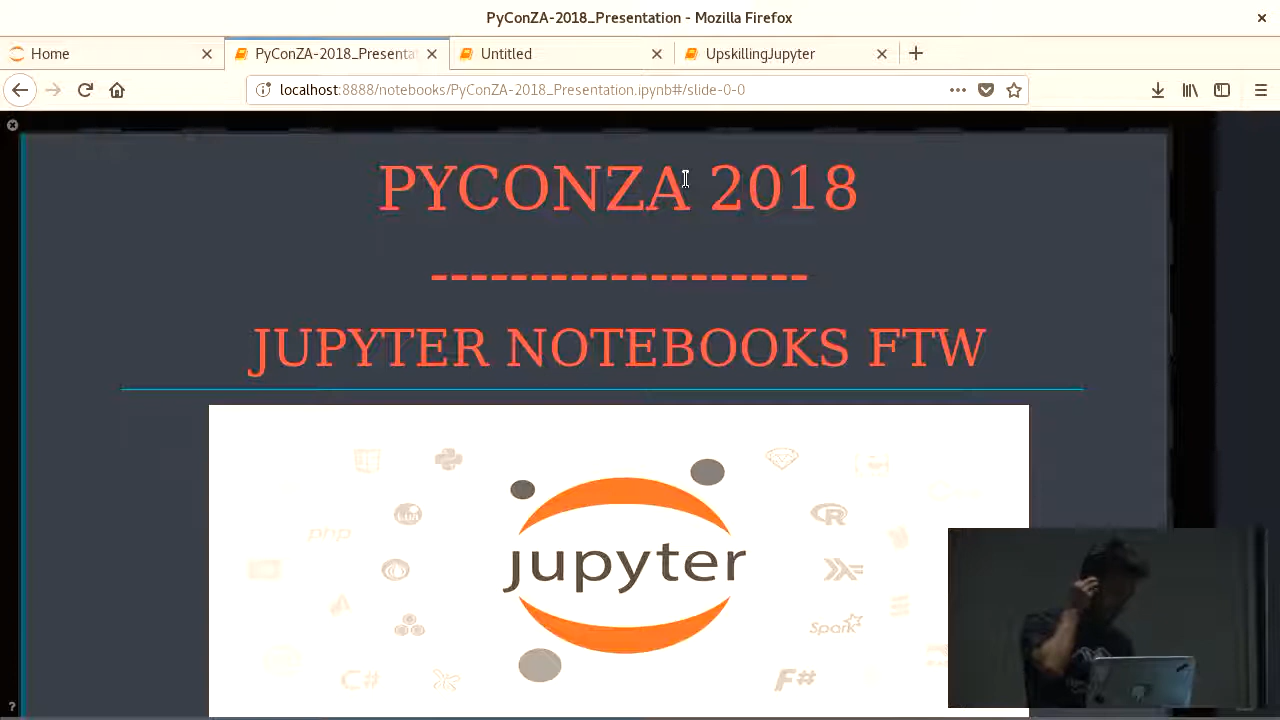 PyConZA-2018_Presentation - Mozilla Firefox
Home
PyConZA-2018_Presentat
Untitled
UpskillingJupyter
localhost:8888/notebooks/PyConZA-2018_Presentation.ipynb#/slide-0-0
PYCONZA 2018
-------------------
JUPYTER NOTEBOOKS FTW
php
Lua
R
jupyter
Spark
C#
F#
?